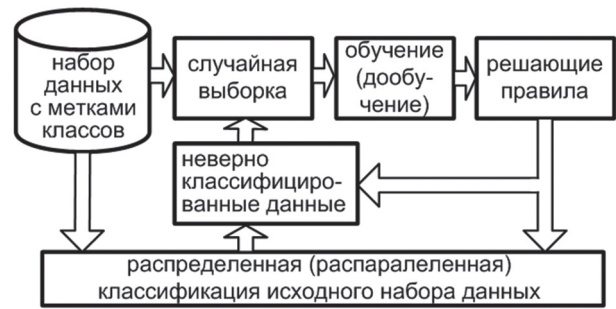 набор
данных
с метками
классов
случайная
выборка
обучение
(дообу-
чение)
решающие
правила
неверно
классифициро-
ванные данные
распределенная (распаралеленная)
классификация исходного набора данных